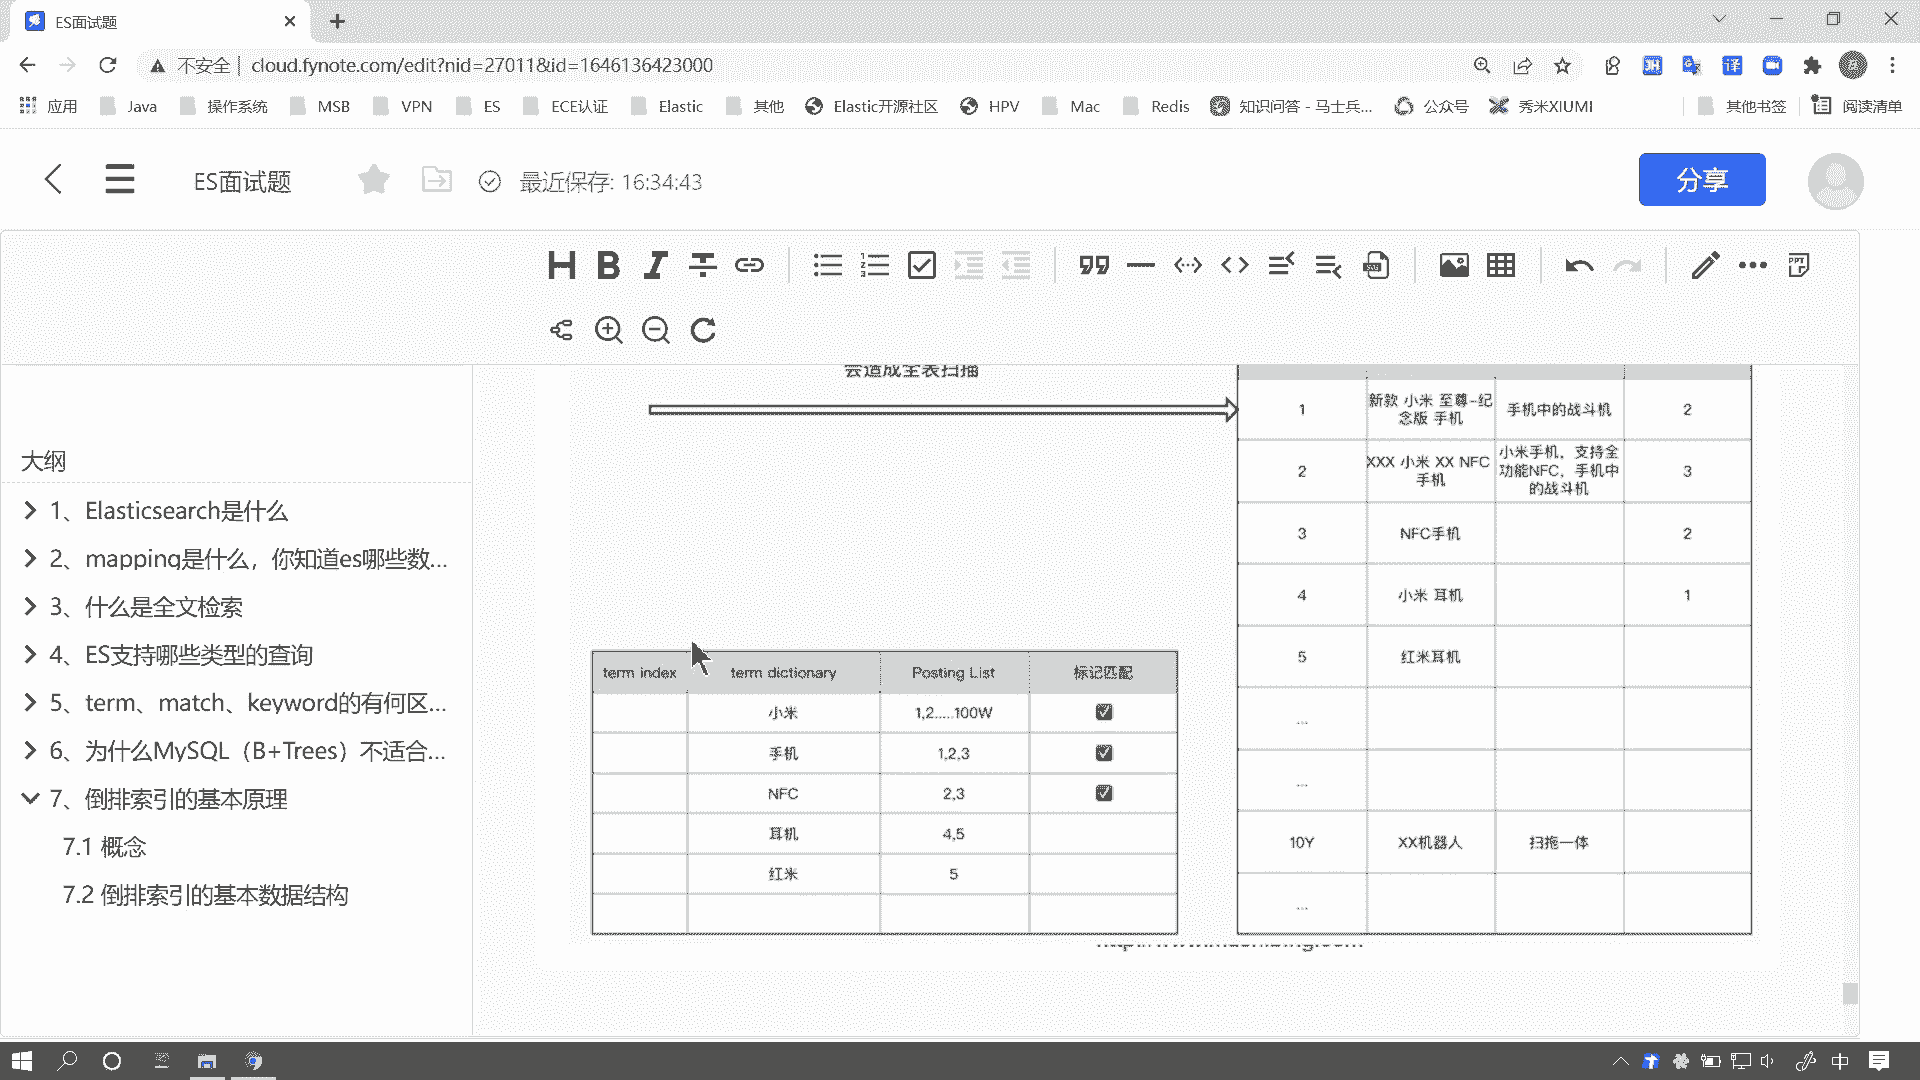 ES面试题
不安全 | cloud.fynote.com/edit?nid=27011&id=1646136423000
应用 Java 操作系统 MSB VPN ES ECE认证 Elastic 其他 Elastic开源社区 HPV Mac Redis 知识问答 - 马士兵... 公众号 秀米XIUMI 其他书签 阅读清单
ES面试题 最近保存: 16:34:43 分享
大纲
1、Elasticsearch是什么
2、mapping是什么，你知道es哪些数...
3、什么是全文检索
4、ES支持哪些类型的查询
5、term、match、keyword的有何区...
6、为什么MySQL（B+Trees）不适合...
7、倒排索引的基本原理
7.1 概念
7.2 倒排索引的基本数据结构
会造成全表扫描
term index term dictionary Posting List 标记匹配
小米 1,2.....100W
手机 1,2,3
NFC 2,3
耳机 4,5
红米 5
1 新款 小米 至尊-纪念版 手机 手机中的战斗机 2
2 XXX 小米 XX NFC 手机 小米手机，支持全功能NFC，手机中的战斗机 3
3 NFC手机 2
4 小米 耳机 1
5 红米耳机
...
...
10Y XX机器人 扫拖一体
...
中